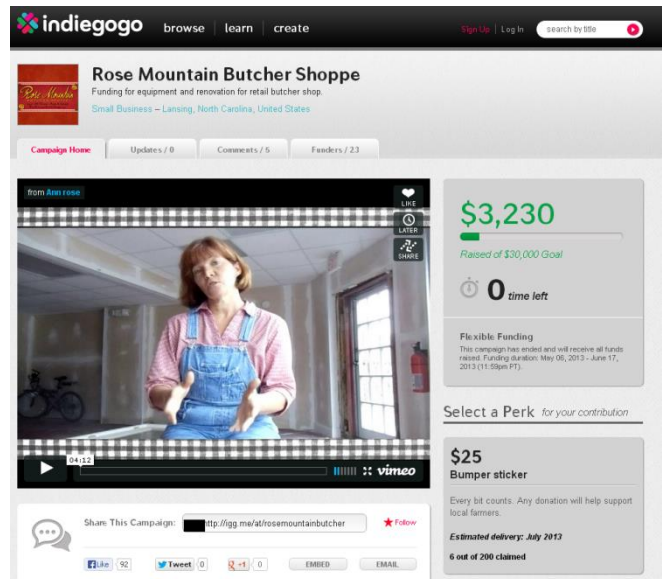 indiegogo browse learn create Sign Up Log In search by title
Rose Mountain
Rose Mountain Butcher Shoppe
Funding for equipment and renovation for retail butcher shop.
Small Business – Lansing, North Carolina, United States
Campaign Home Updates / 0 Comments / 5 Funders / 23
from Ann rose
LIKE
LATER
SHARE
04:12
vimeo
$3,230
Raised of $30,000 Goal
0 time left
Flexible Funding
This campaign has ended and will receive all funds
raised. Funding duration: May 06, 2013 - June 17,
2013 (11:59pm PT).
Select a Perk for your contribution
$25
Bumper sticker
Every bit counts. Any donation will help support
local farmers.
Estimated delivery: July 2013
6 out of 200 claimed
Share This Campaign: http://igg.me/at/rosemountainbutcher Follow
Like 92 Tweet 0 +1 0 EMBED EMAIL